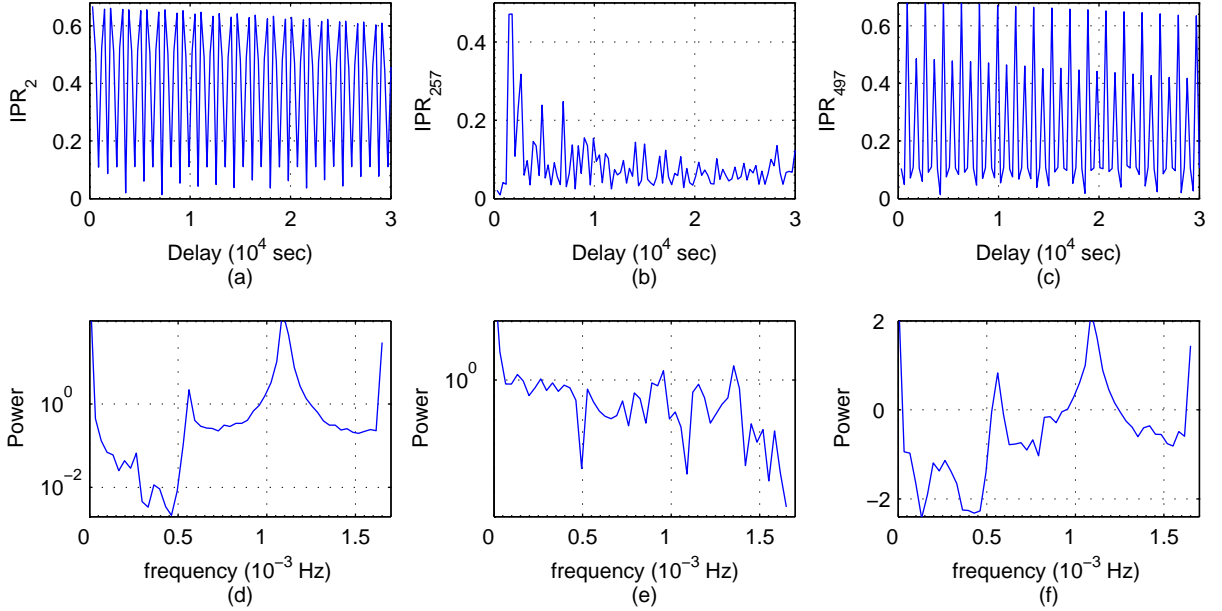 IPR2
0.6
0.4
0.2
0
0 1 2 3
Delay (10^4 sec)
(a)
IPR257
0.4
0.2
0
0 1 2 3
Delay (10^4 sec)
(b)
IPR497
0.6
0.4
0.2
0
0 1 2 3
Delay (10^4 sec)
(c)
Power
10^0
10^−2
0 0.5 1 1.5
frequency (10^−3 Hz)
(d)
Power
10^0
0 0.5 1 1.5
frequency (10^−3 Hz)
(e)
Power
2
0
−2
0 0.5 1 1.5
frequency (10^−3 Hz)
(f)